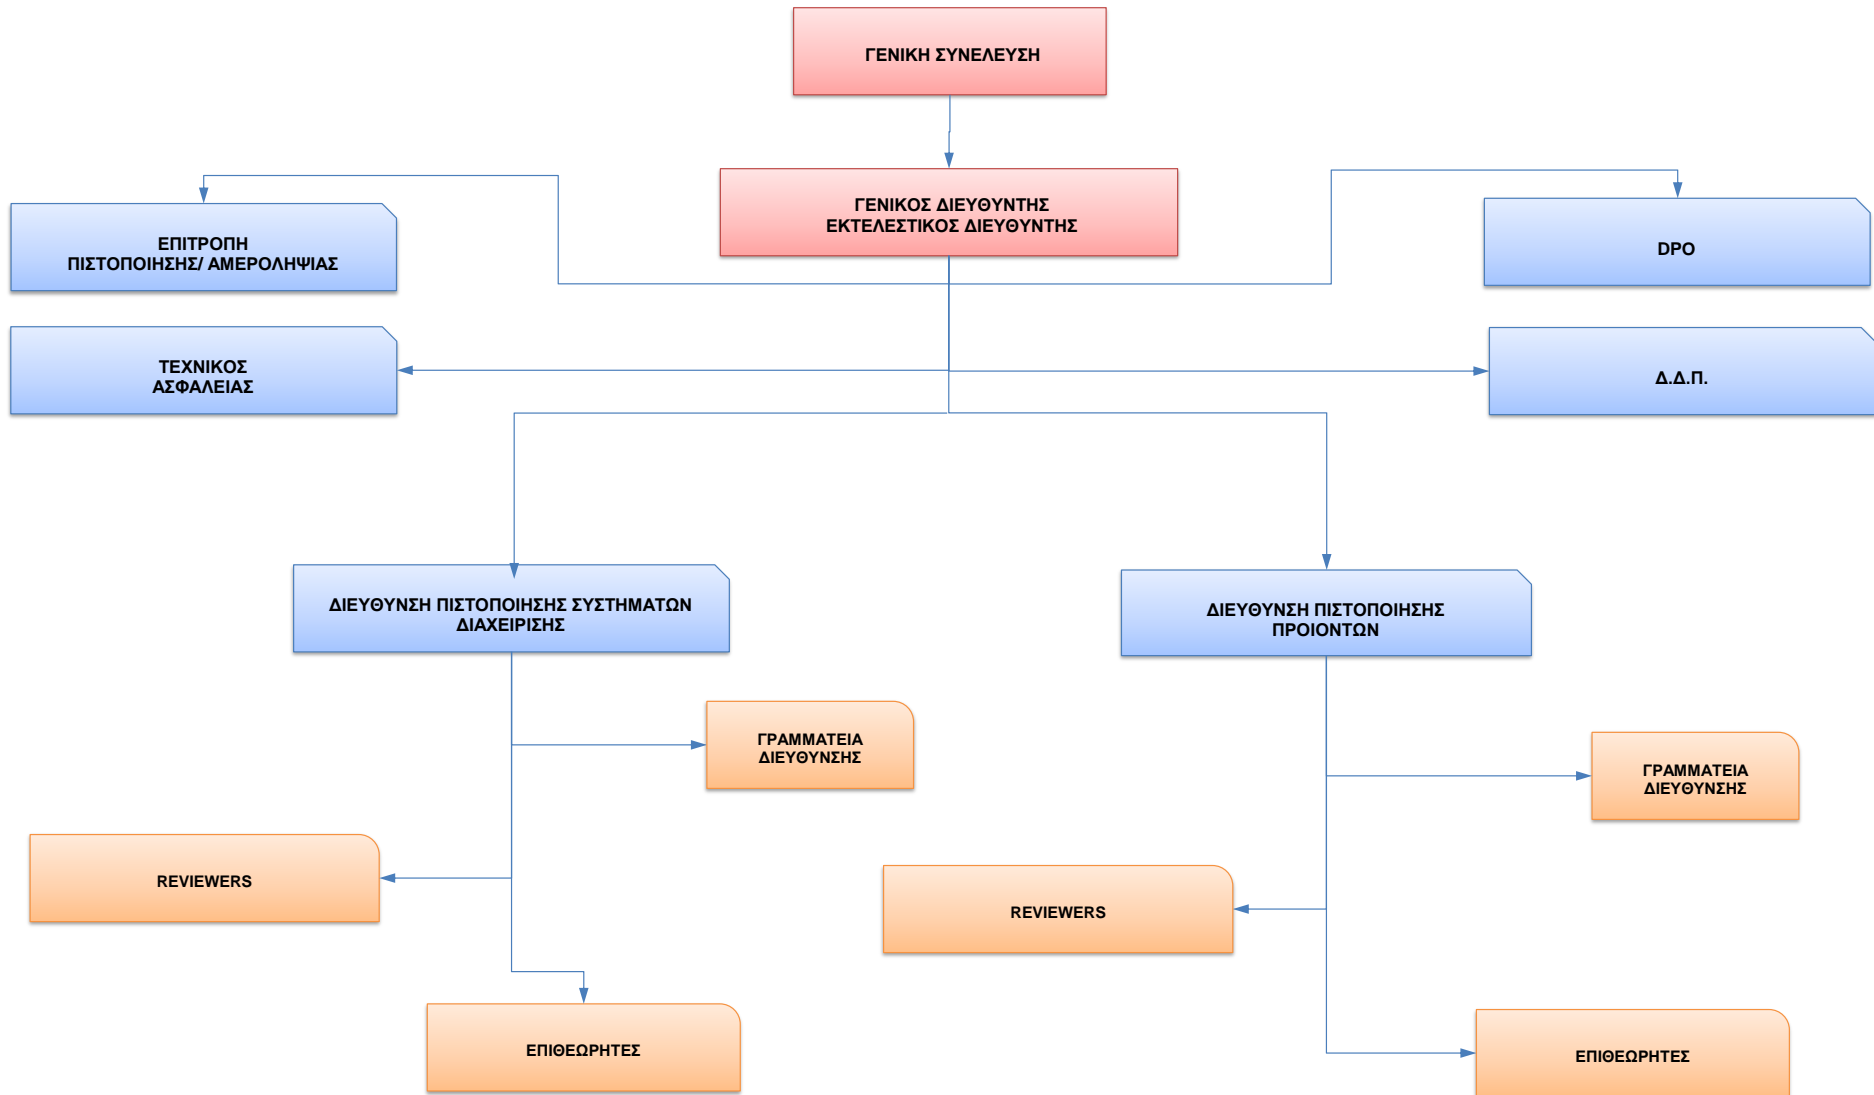 ΓΕΝΙΚΗ ΣΥΝΕΛΕΥΣΗ
ΓΕΝΙΚΟΣ ΔΙΕΥΘΥΝΤΗΣ
ΕΚΤΕΛΕΣΤΙΚΟΣ ΔΙΕΥΘΥΝΤΗΣ
ΕΠΙΤΡΟΠΗ
ΠΙΣΤΟΠΟΙΗΣΗΣ/ ΑΜΕΡΟΛΗΨΙΑΣ
DPO
ΤΕΧΝΙΚΟΣ
ΑΣΦΑΛΕΙΑΣ
Δ.Δ.Π.
ΔΙΕΥΘΥΝΣΗ ΠΙΣΤΟΠΟΙΗΣΗΣ ΣΥΣΤΗΜΑΤΩΝ
ΔΙΑΧΕΙΡΙΣΗΣ
ΔΙΕΥΘΥΝΣΗ ΠΙΣΤΟΠΟΙΗΣΗΣ
ΠΡΟΙΟΝΤΩΝ
ΓΡΑΜΜΑΤΕΙΑ
ΔΙΕΥΘΥΝΣΗΣ
ΓΡΑΜΜΑΤΕΙΑ
ΔΙΕΥΘΥΝΣΗΣ
REVIEWERS
REVIEWERS
ΕΠΙΘΕΩΡΗΤΕΣ
ΕΠΙΘΕΩΡΗΤΕΣ